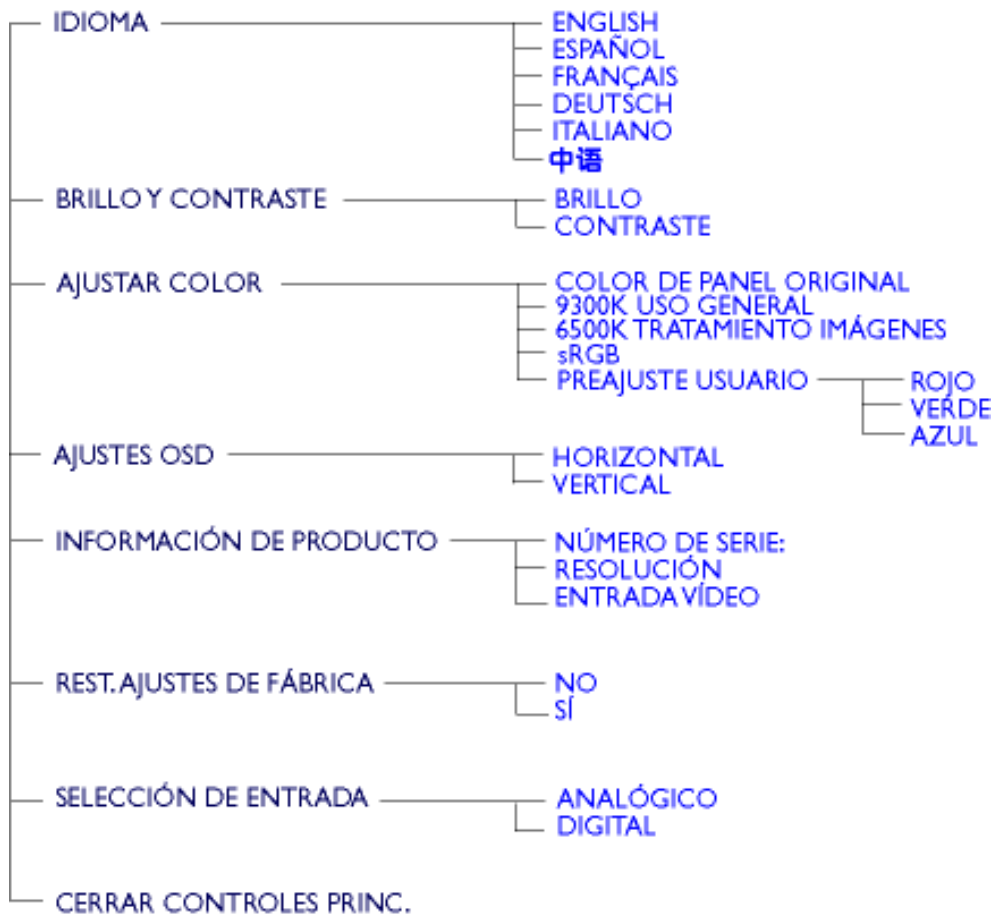 IDIOMA
ENGLISH
ESPAÑOL
FRANÇAIS
DEUTSCH
ITALIANO
中语
BRILLO Y CONTRASTE
BRILLO
CONTRASTE
AJUSTAR COLOR
COLOR DE PANEL ORIGINAL
9300K USO GENERAL
6500K TRATAMIENTO IMÁGENES
sRGB
PREAJUSTE USUARIO
ROJO
VERDE
AZUL
AJUSTES OSD
HORIZONTAL
VERTICAL
INFORMACIÓN DE PRODUCTO
NÚMERO DE SERIE:
RESOLUCIÓN
ENTRADA VÍDEO
REST. AJUSTES DE FÁBRICA
NO
SÍ
SELECCIÓN DE ENTRADA
ANALÓGICO
DIGITAL
CERRAR CONTROLES PRINC.